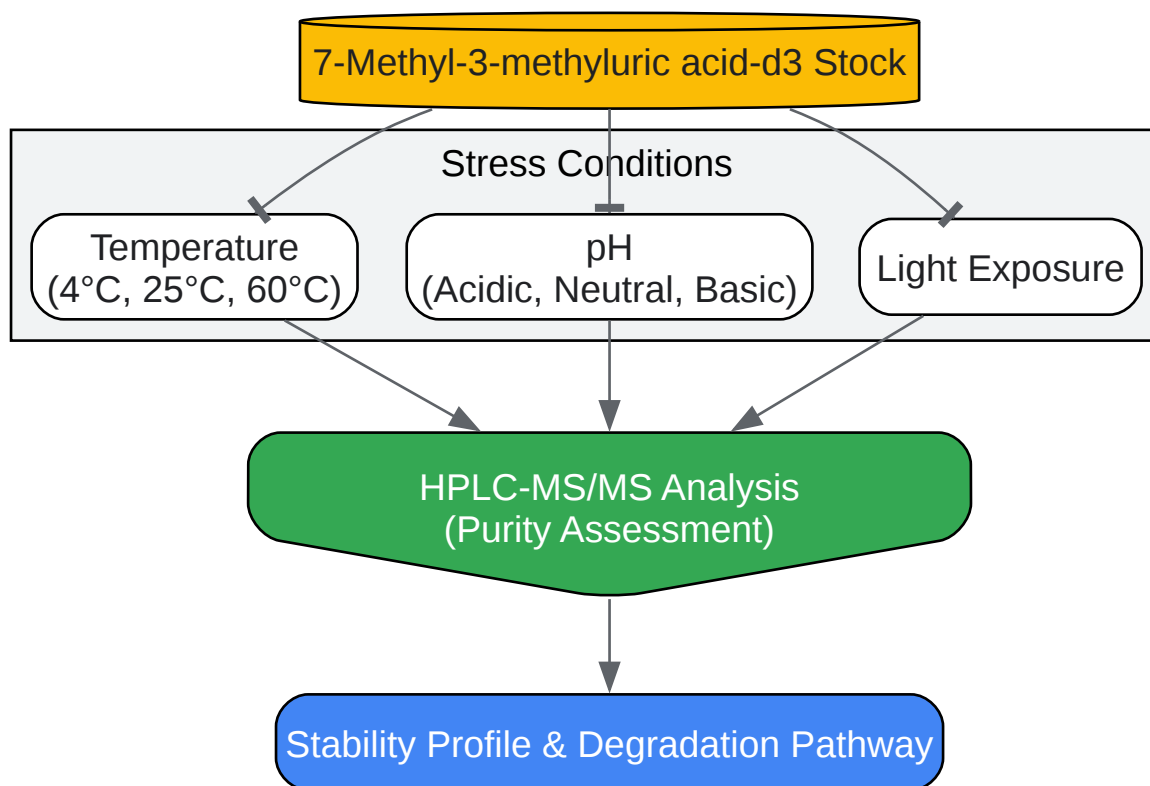 7-Methyl-3-methyluric acid-d3 Stock
Stress Conditions
Temperature
(4°C, 25°C, 60°C)
pH
(Acidic, Neutral, Basic)
Light Exposure
HPLC-MS/MS Analysis
(Purity Assessment)
Stability Profile & Degradation Pathway